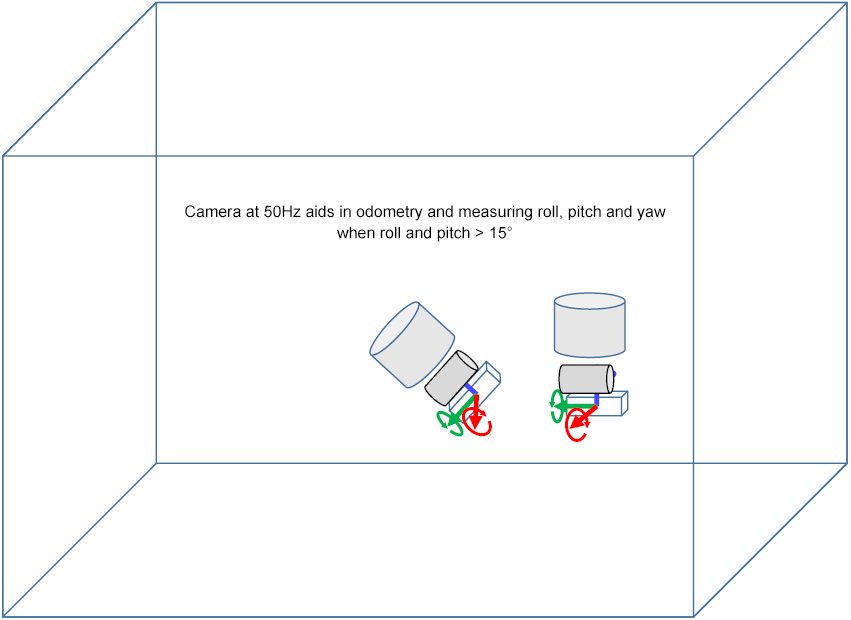 Camera at 50Hz aids in odometry and measuring roll, pitch and yaw
when roll and pitch > 15°